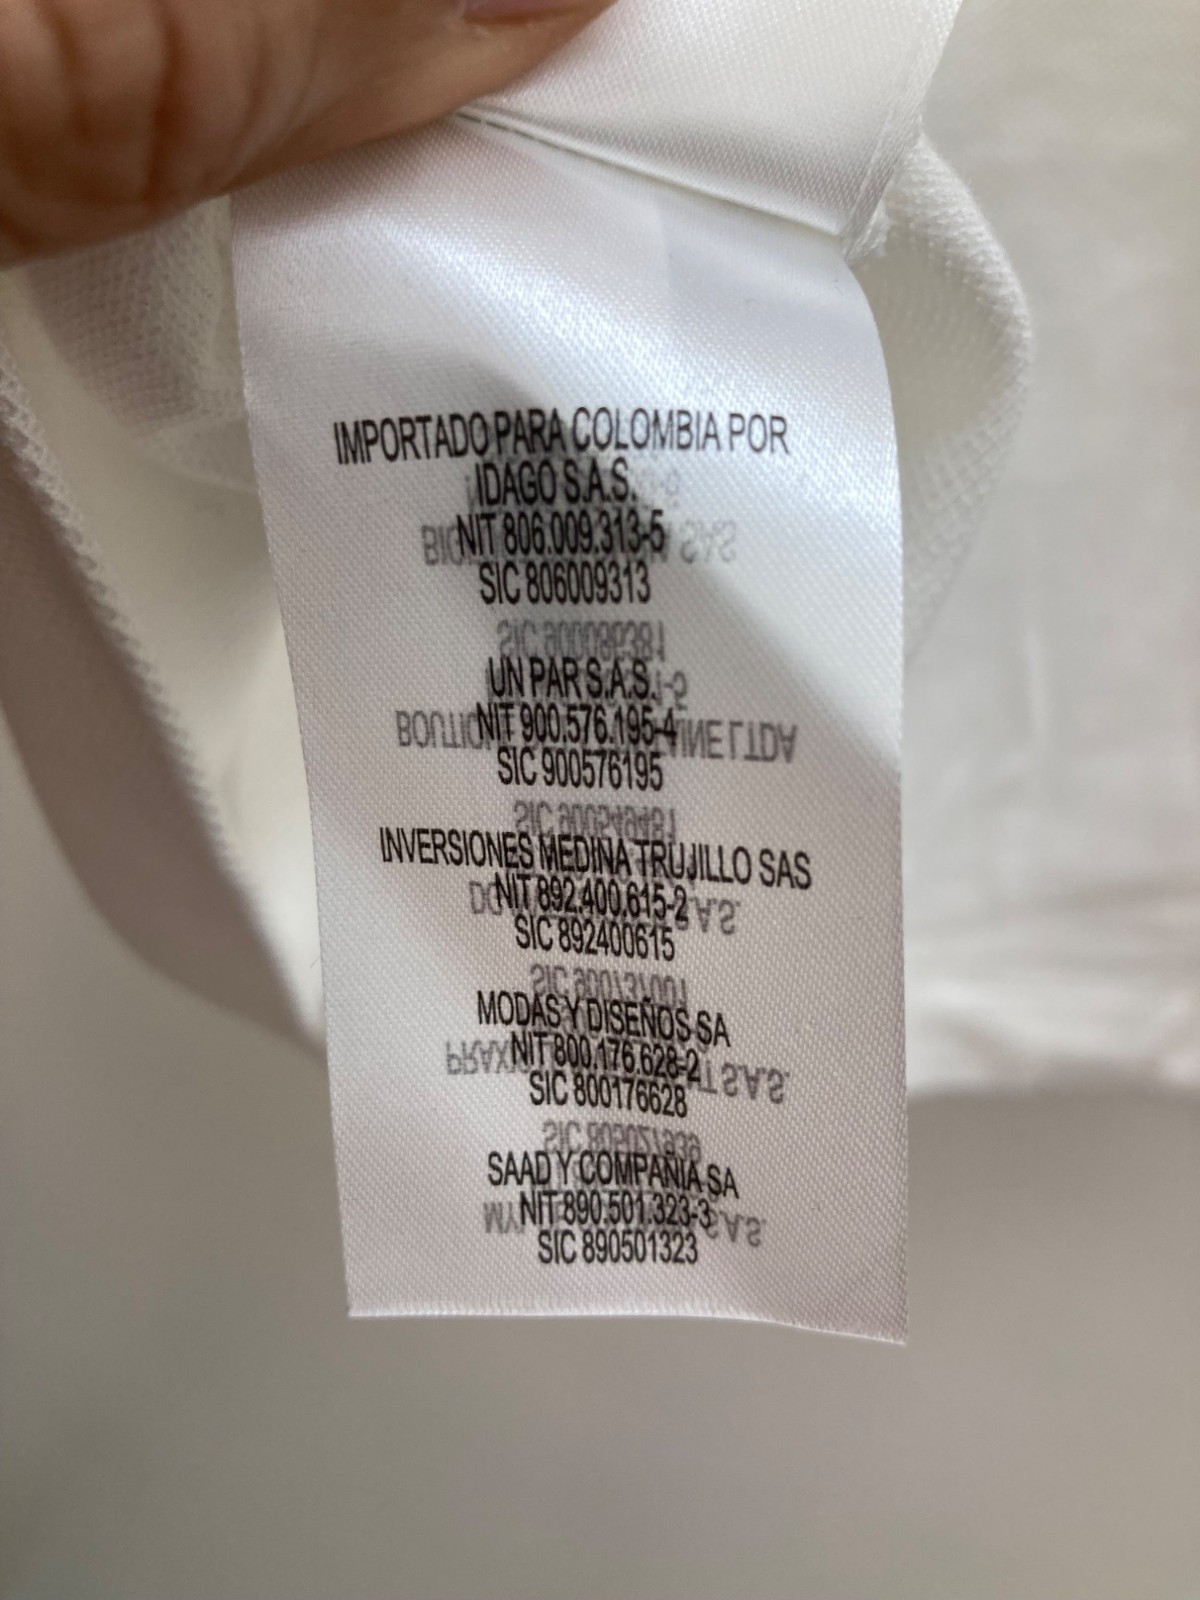 IMPORTADO PARA COLOMBIA POR
IDAGO S.A.S.
NIT 806.009.313-5
SIC 806009313
UN PAR S.A.S.
NIT 900.576.195-4
SIC 900576195
INVERSIONES MEDINA TRUJILLO SAS
NIT 892.400.615-2
SIC 892400615
MODAS Y DISEÑOS SA
NIT 800.176.628-2
SIC 800176628
SAAD Y COMPAÑIA SA
NIT 890.501.323-3
SIC 890501323